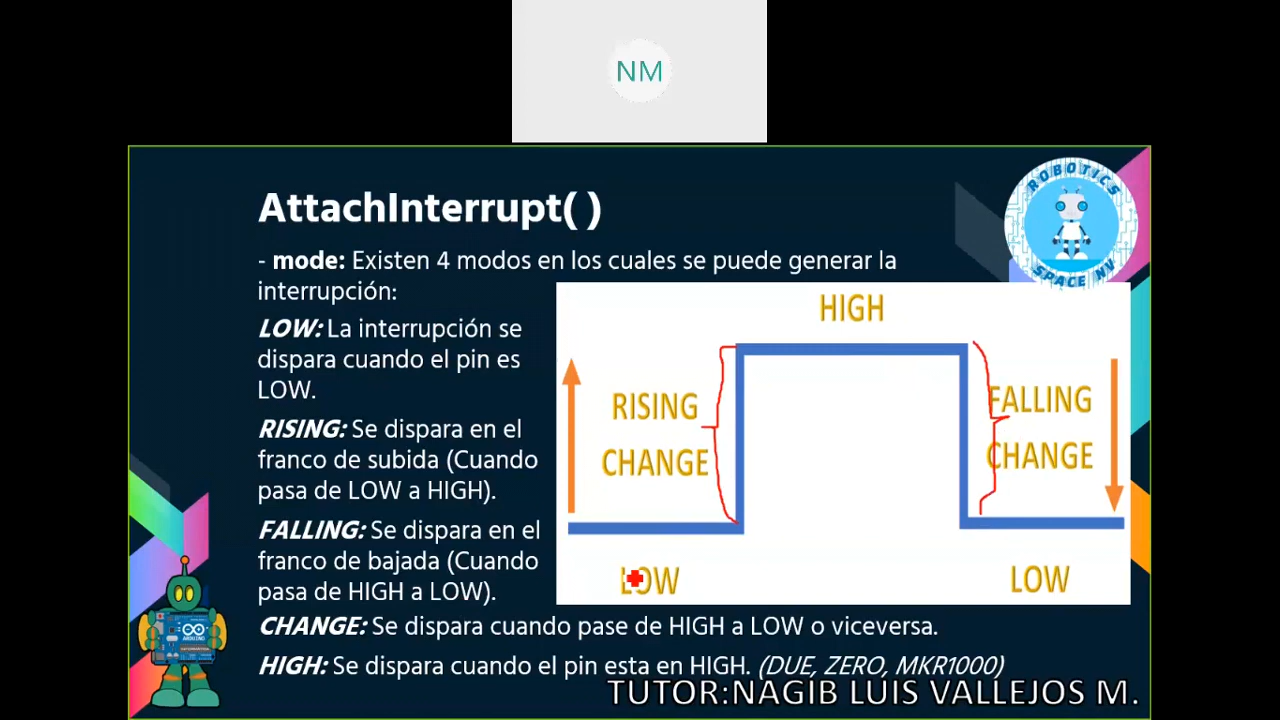 NM
AttachInterrupt( )
- mode: Existen 4 modos en los cuales se puede generar la
interrupción:
LOW: La interrupción se
dispara cuando el pin es
LOW.
RISING: Se dispara en el
franco de subida (Cuando
pasa de LOW a HIGH).
FALLING: Se dispara en el
franco de bajada (Cuando
pasa de HIGH a LOW).
CHANGE: Se dispara cuando pase de HIGH a LOW o viceversa.
HIGH: Se dispara cuando el pin esta en HIGH. (DUE, ZERO, MKR1000)
HIGH
RISING
CHANGE
FALLING
CHANGE
LOW
LOW
ROBOTICS
SPACE NV
ARDUINO
TUTOR:NAGIB LUIS VALLEJOS M.